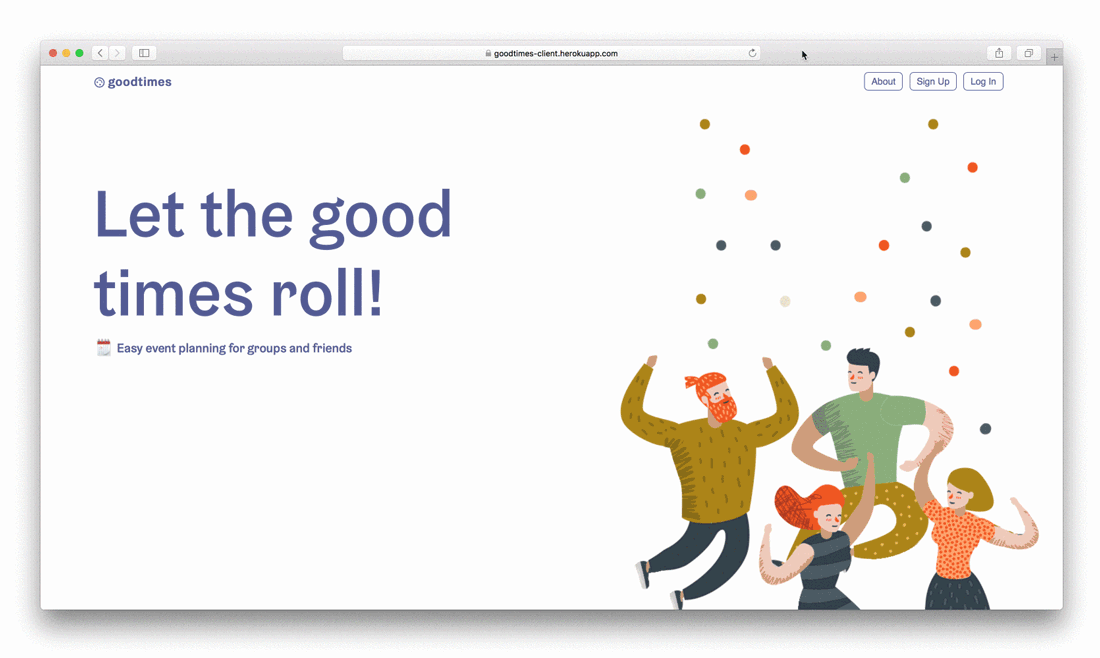 goodtimes-client.herokuapp.com
goodtimes
About
Sign Up
Log In
Let the good
times roll!
Easy event planning for groups and friends